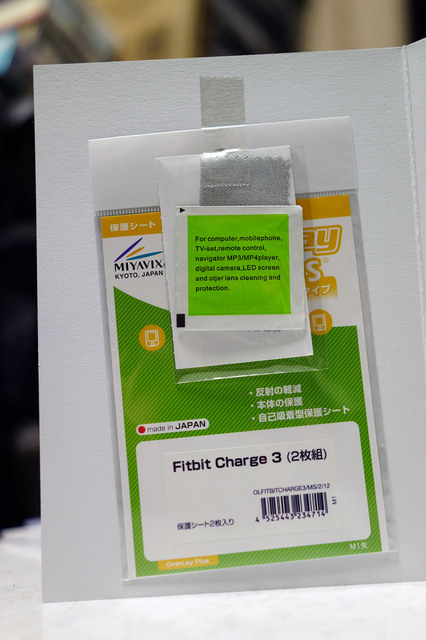 保護シート
MIYAVIX
KYOTO, JAPAN
For computer,mobilephone,
TV-set,remote control,
navigator MP3/MP4player,
digital camera,LED screen
and otjer lens cleaning and
protection.
・反射の軽減
・本体の保護
・自己吸着型保護シート
made in JAPAN
Fitbit Charge 3 (2枚組)
OLFITBITCHARGE3/MS/2/12
4 525443 234714
M1
保護シート2枚入り
OverLay Plus